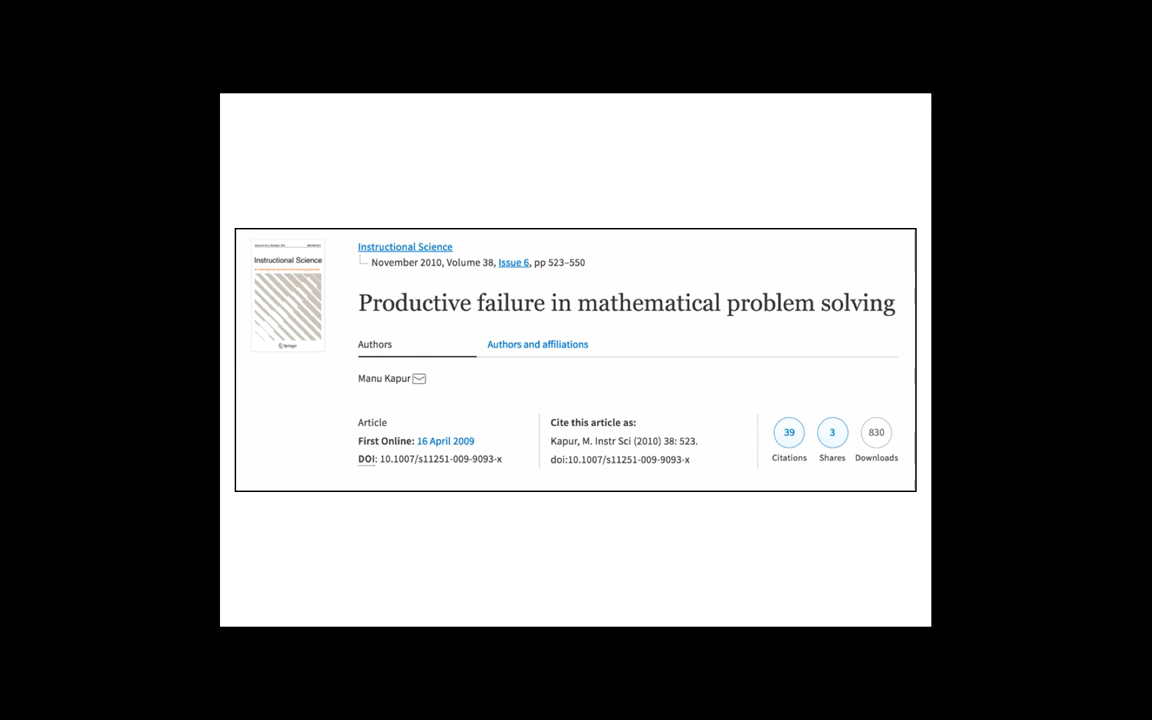 Instructional Science
Springer
Instructional Science
November 2010, Volume 38, Issue 6, pp 523–550
Productive failure in mathematical problem solving
Authors
Authors and affiliations
Manu Kapur
Article
First Online: 16 April 2009
DOI: 10.1007/s11251-009-9093-x
Cite this article as:
Kapur, M. Instr Sci (2010) 38: 523.
doi:10.1007/s11251-009-9093-x
39
Citations
3
Shares
830
Downloads